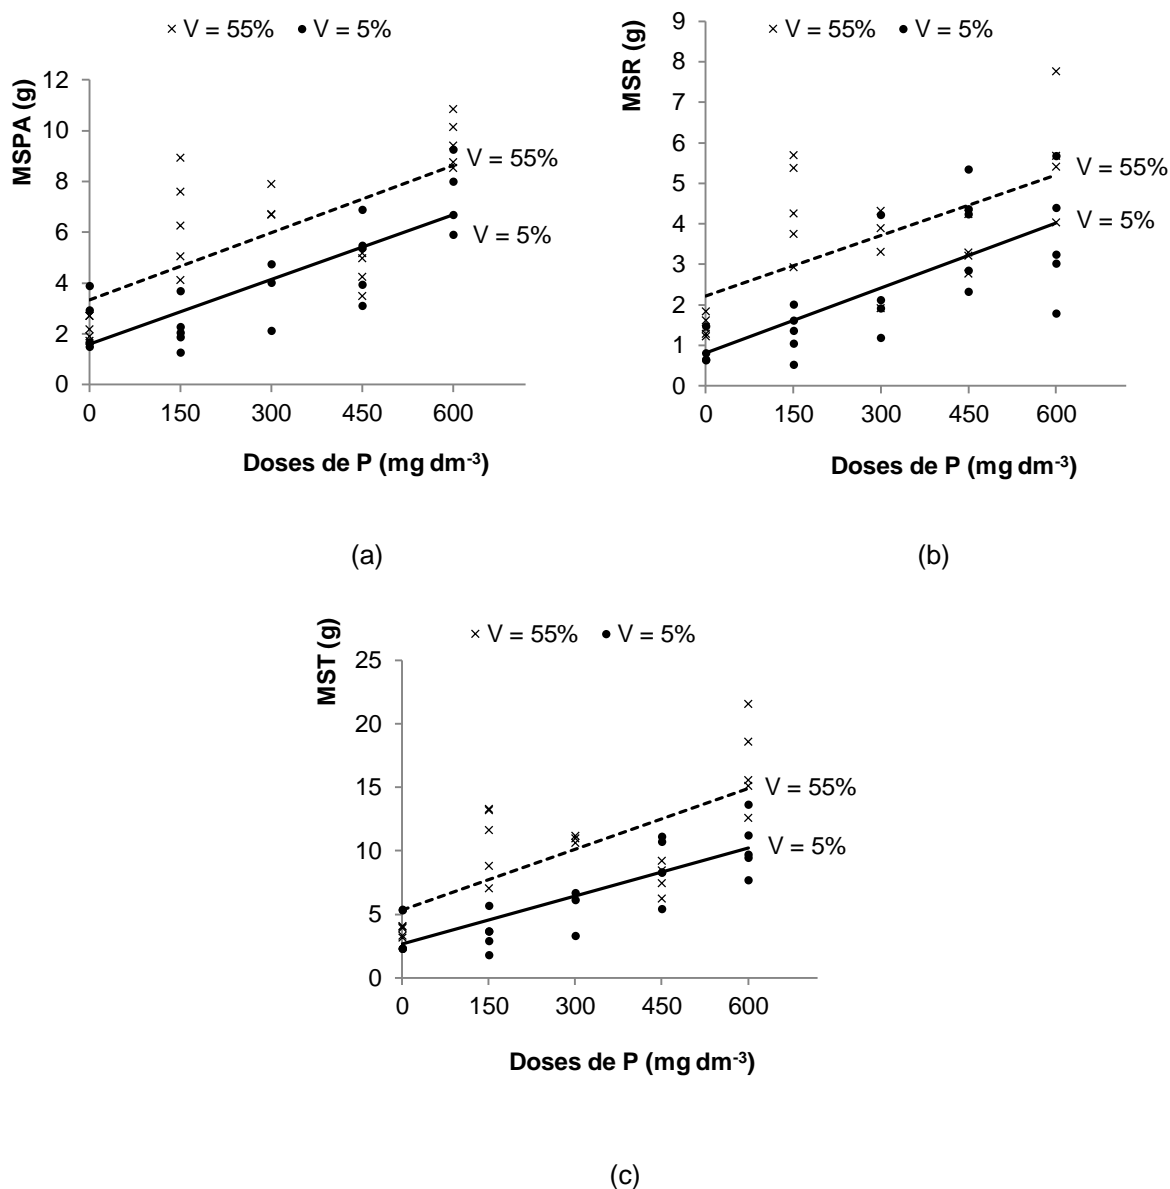 × V = 55% ● V = 5%
MSPA (g)
12
10
8
6
4
2
0
V = 55%
V = 5%
0 150 300 450 600
Doses de P (mg dm-3)
(a)
× V = 55% ● V = 5%
MSR (g)
9
8
7
6
5
4
3
2
1
0
V = 55%
V = 5%
0 150 300 450 600
Doses de P (mg dm-3)
(b)
× V = 55% ● V = 5%
MST (g)
25
20
15
10
5
0
V = 55%
V = 5%
0 150 300 450 600
Doses de P (mg dm-3)
(c)